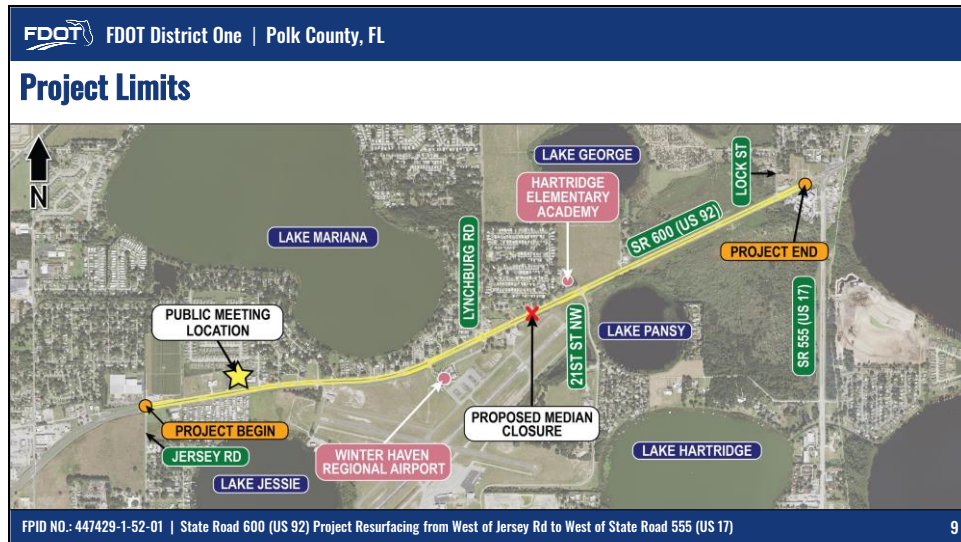 FDOT
FDOT District One | Polk County, FL
Project Limits
N
LAKE GEORGE
LOCK ST
HARTRIDGE
ELEMENTARY
ACADEMY
LAKE MARIANA
LYNCHBURG RD
SR 600 (US 92)
PROJECT END
PUBLIC MEETING
LOCATION
21ST ST NW
LAKE PANSY
SR 555 (US 17)
PROPOSED MEDIAN
CLOSURE
PROJECT BEGIN
JERSEY RD
WINTER HAVEN
REGIONAL AIRPORT
LAKE HARTRIDGE
LAKE JESSIE
FPID NO.: 447429-1-52-01 | State Road 600 (US 92) Project Resurfacing from West of Jersey Rd to West of State Road 555 (US 17)
9